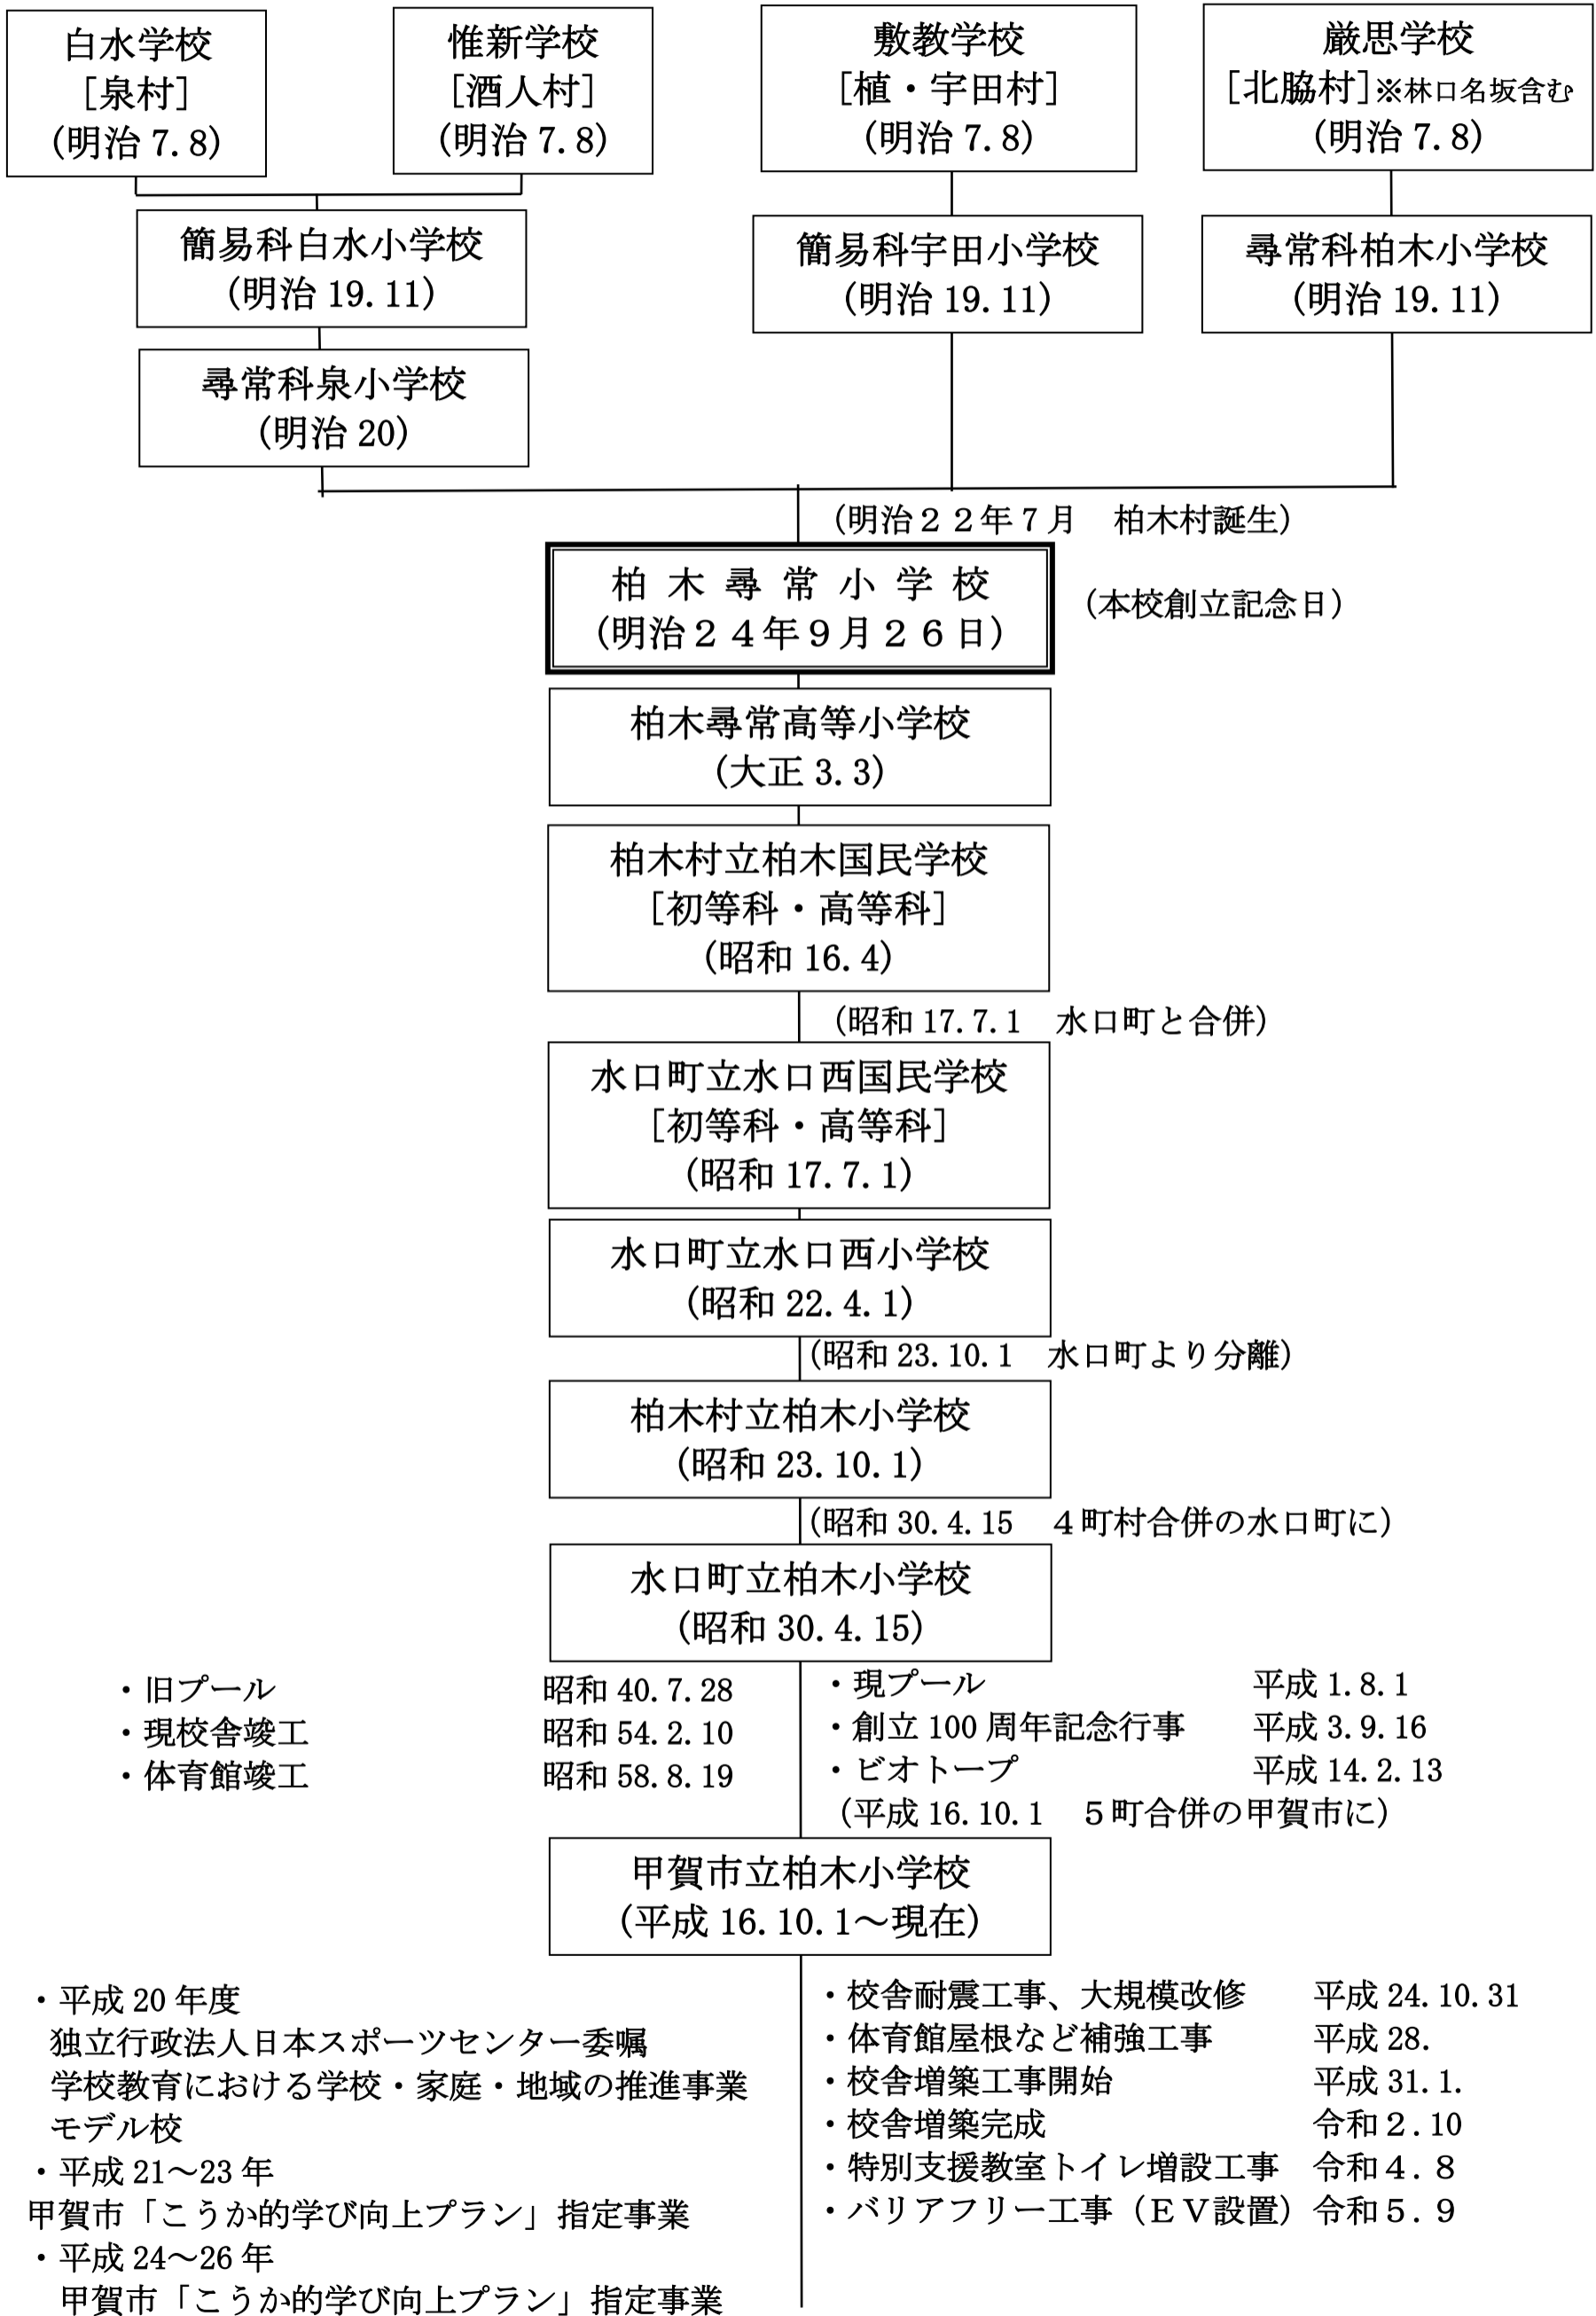 白水学校
[泉村]
(明治 7.8)
惟新学校
[酒人村]
(明治 7.8)
敷教学校
[植・宇田村]
(明治 7.8)
厳思学校
[北脇村]※林口名坂含む
(明治 7.8)
簡易科白水小学校
(明治 19.11)
簡易科宇田小学校
(明治 19.11)
尋常科柏木小学校
(明治 19.11)
尋常科泉小学校
(明治 20)
（明治２２年７月　柏木村誕生）
柏 木 尋 常 小 学 校
（明治２４年９月２６日）
（本校創立記念日）
柏木尋常高等小学校
(大正 3.3)
柏木村立柏木国民学校
[初等科・高等科]
(昭和 16.4)
（昭和 17.7.1　水口町と合併）
水口町立水口西国民学校
[初等科・高等科]
(昭和 17.7.1)
水口町立水口西小学校
(昭和 22.4.1)
（昭和 23.10.1　水口町より分離）
柏木村立柏木小学校
(昭和 23.10.1)
（昭和 30.4.15　４町村合併の水口町に）
水口町立柏木小学校
(昭和 30.4.15)
・旧プール　昭和 40.7.28
・現校舎竣工　昭和 54.2.10
・体育館竣工　昭和 58.8.19
・現プール　平成 1.8.1
・創立 100 周年記念行事　平成 3.9.16
・ビオトープ　平成 14.2.13
（平成 16.10.1　５町合併の甲賀市に）
甲賀市立柏木小学校
（平成 16.10.1～現在）
・平成 20 年度
独立行政法人日本スポーツセンター委嘱
学校教育における学校・家庭・地域の推進事業
モデル校
・平成 21～23 年
甲賀市「こうか的学び向上プラン」指定事業
・平成 24～26 年
甲賀市「こうか的学び向上プラン」指定事業
・校舎耐震工事、大規模改修　平成 24.10.31
・体育館屋根など補強工事　平成 28.
・校舎増築工事開始　平成 31.1.
・校舎増築完成　令和２.10
・特別支援教室トイレ増設工事　令和４.８
・バリアフリー工事（ＥＶ設置）令和５.９